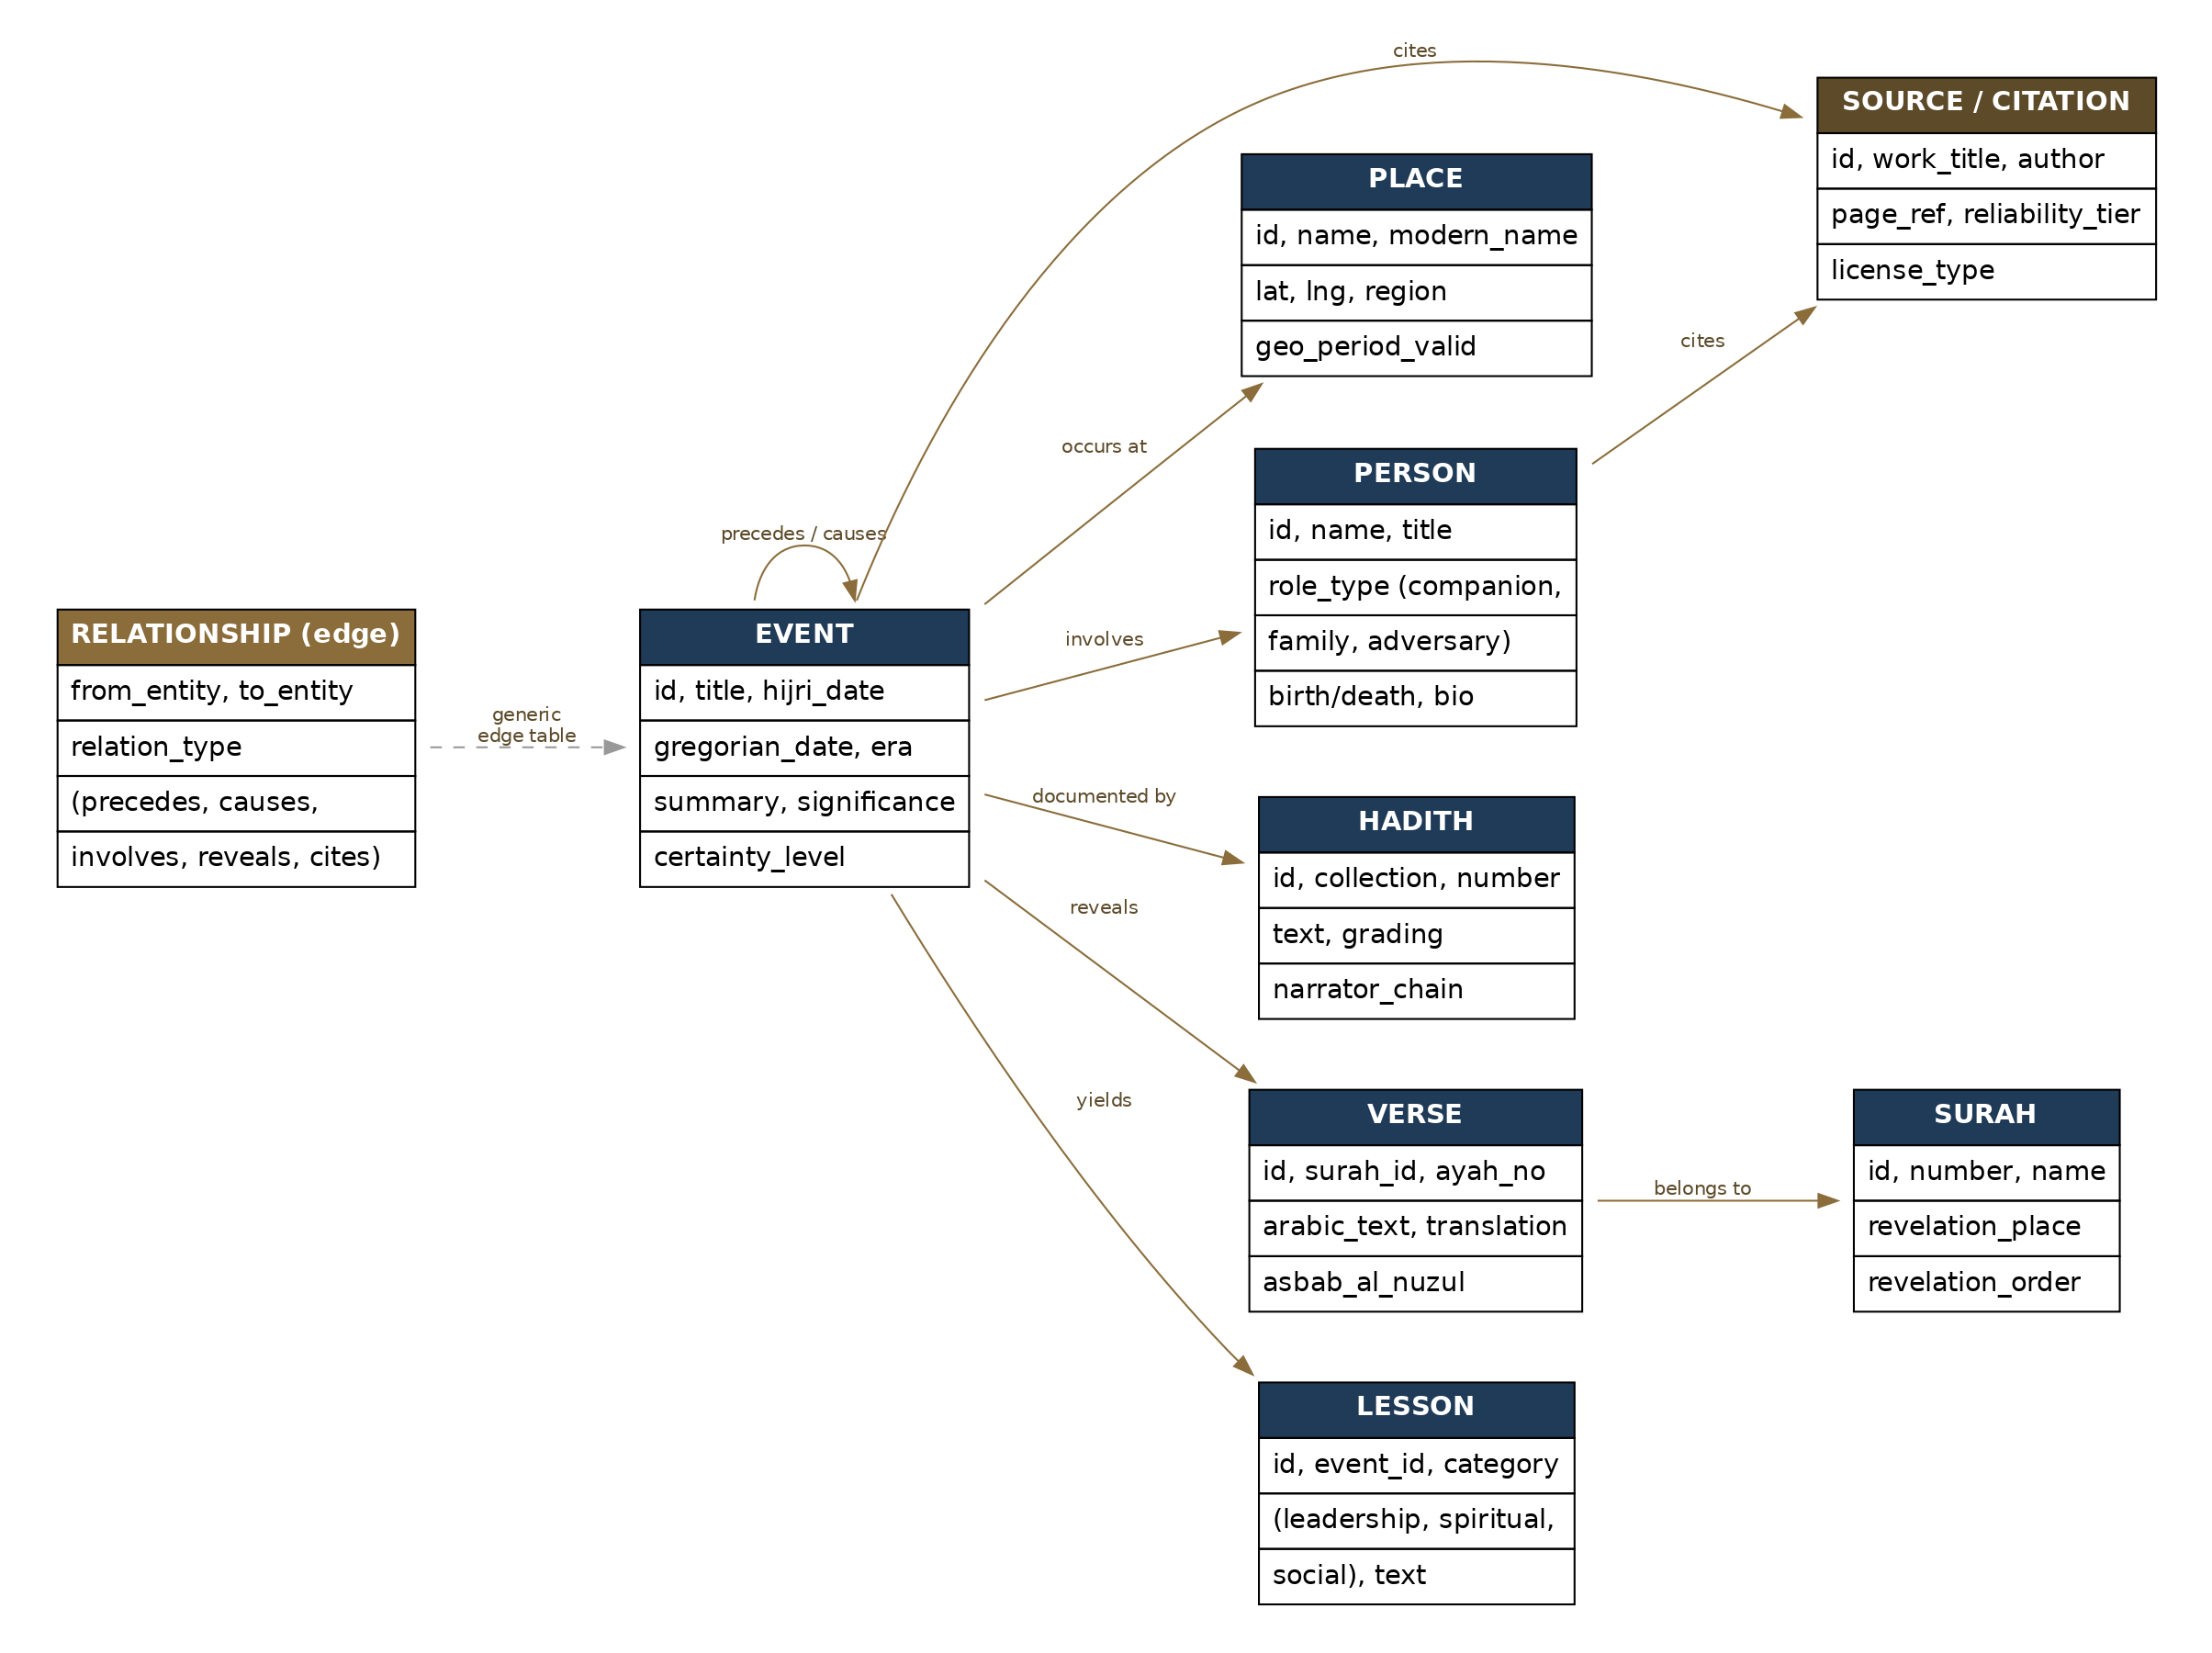 cites
SOURCE / CITATION
id, work_title, author
page_ref, reliability_tier
license_type
PLACE
id, name, modern_name
lat, lng, region
geo_period_valid
cites
occurs at
PERSON
id, name, title
role_type (companion,
family, adversary)
birth/death, bio
precedes / causes
involves
RELATIONSHIP (edge)
from_entity, to_entity
relation_type
(precedes, causes,
involves, reveals, cites)
generic
edge table
EVENT
id, title, hijri_date
gregorian_date, era
summary, significance
certainty_level
documented by
HADITH
id, collection, number
text, grading
narrator_chain
reveals
VERSE
id, surah_id, ayah_no
arabic_text, translation
asbab_al_nuzul
belongs to
SURAH
id, number, name
revelation_place
revelation_order
yields
LESSON
id, event_id, category
(leadership, spiritual,
social), text